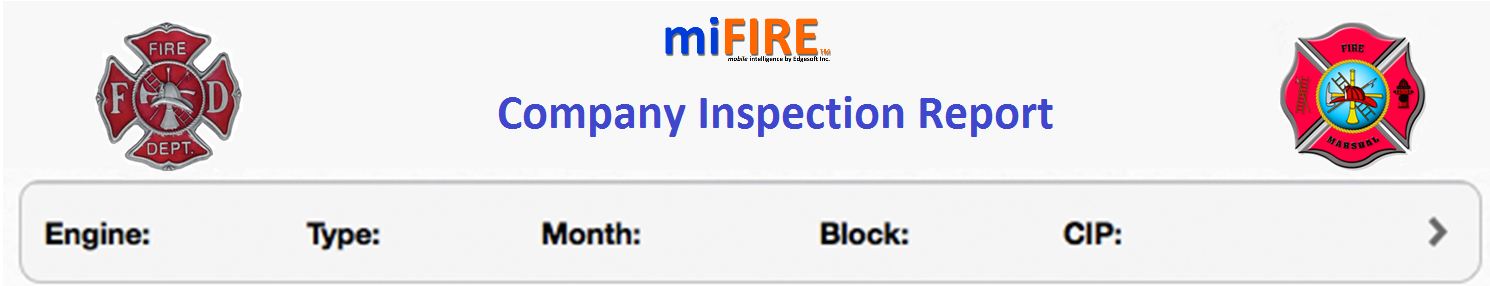 FIRE
F D
DEPT.
miFIRE TM
mobile intelligence by Edgesoft Inc.
Company Inspection Report
FIRE
MARSHAL
Engine: Type: Month: Block: CIP: